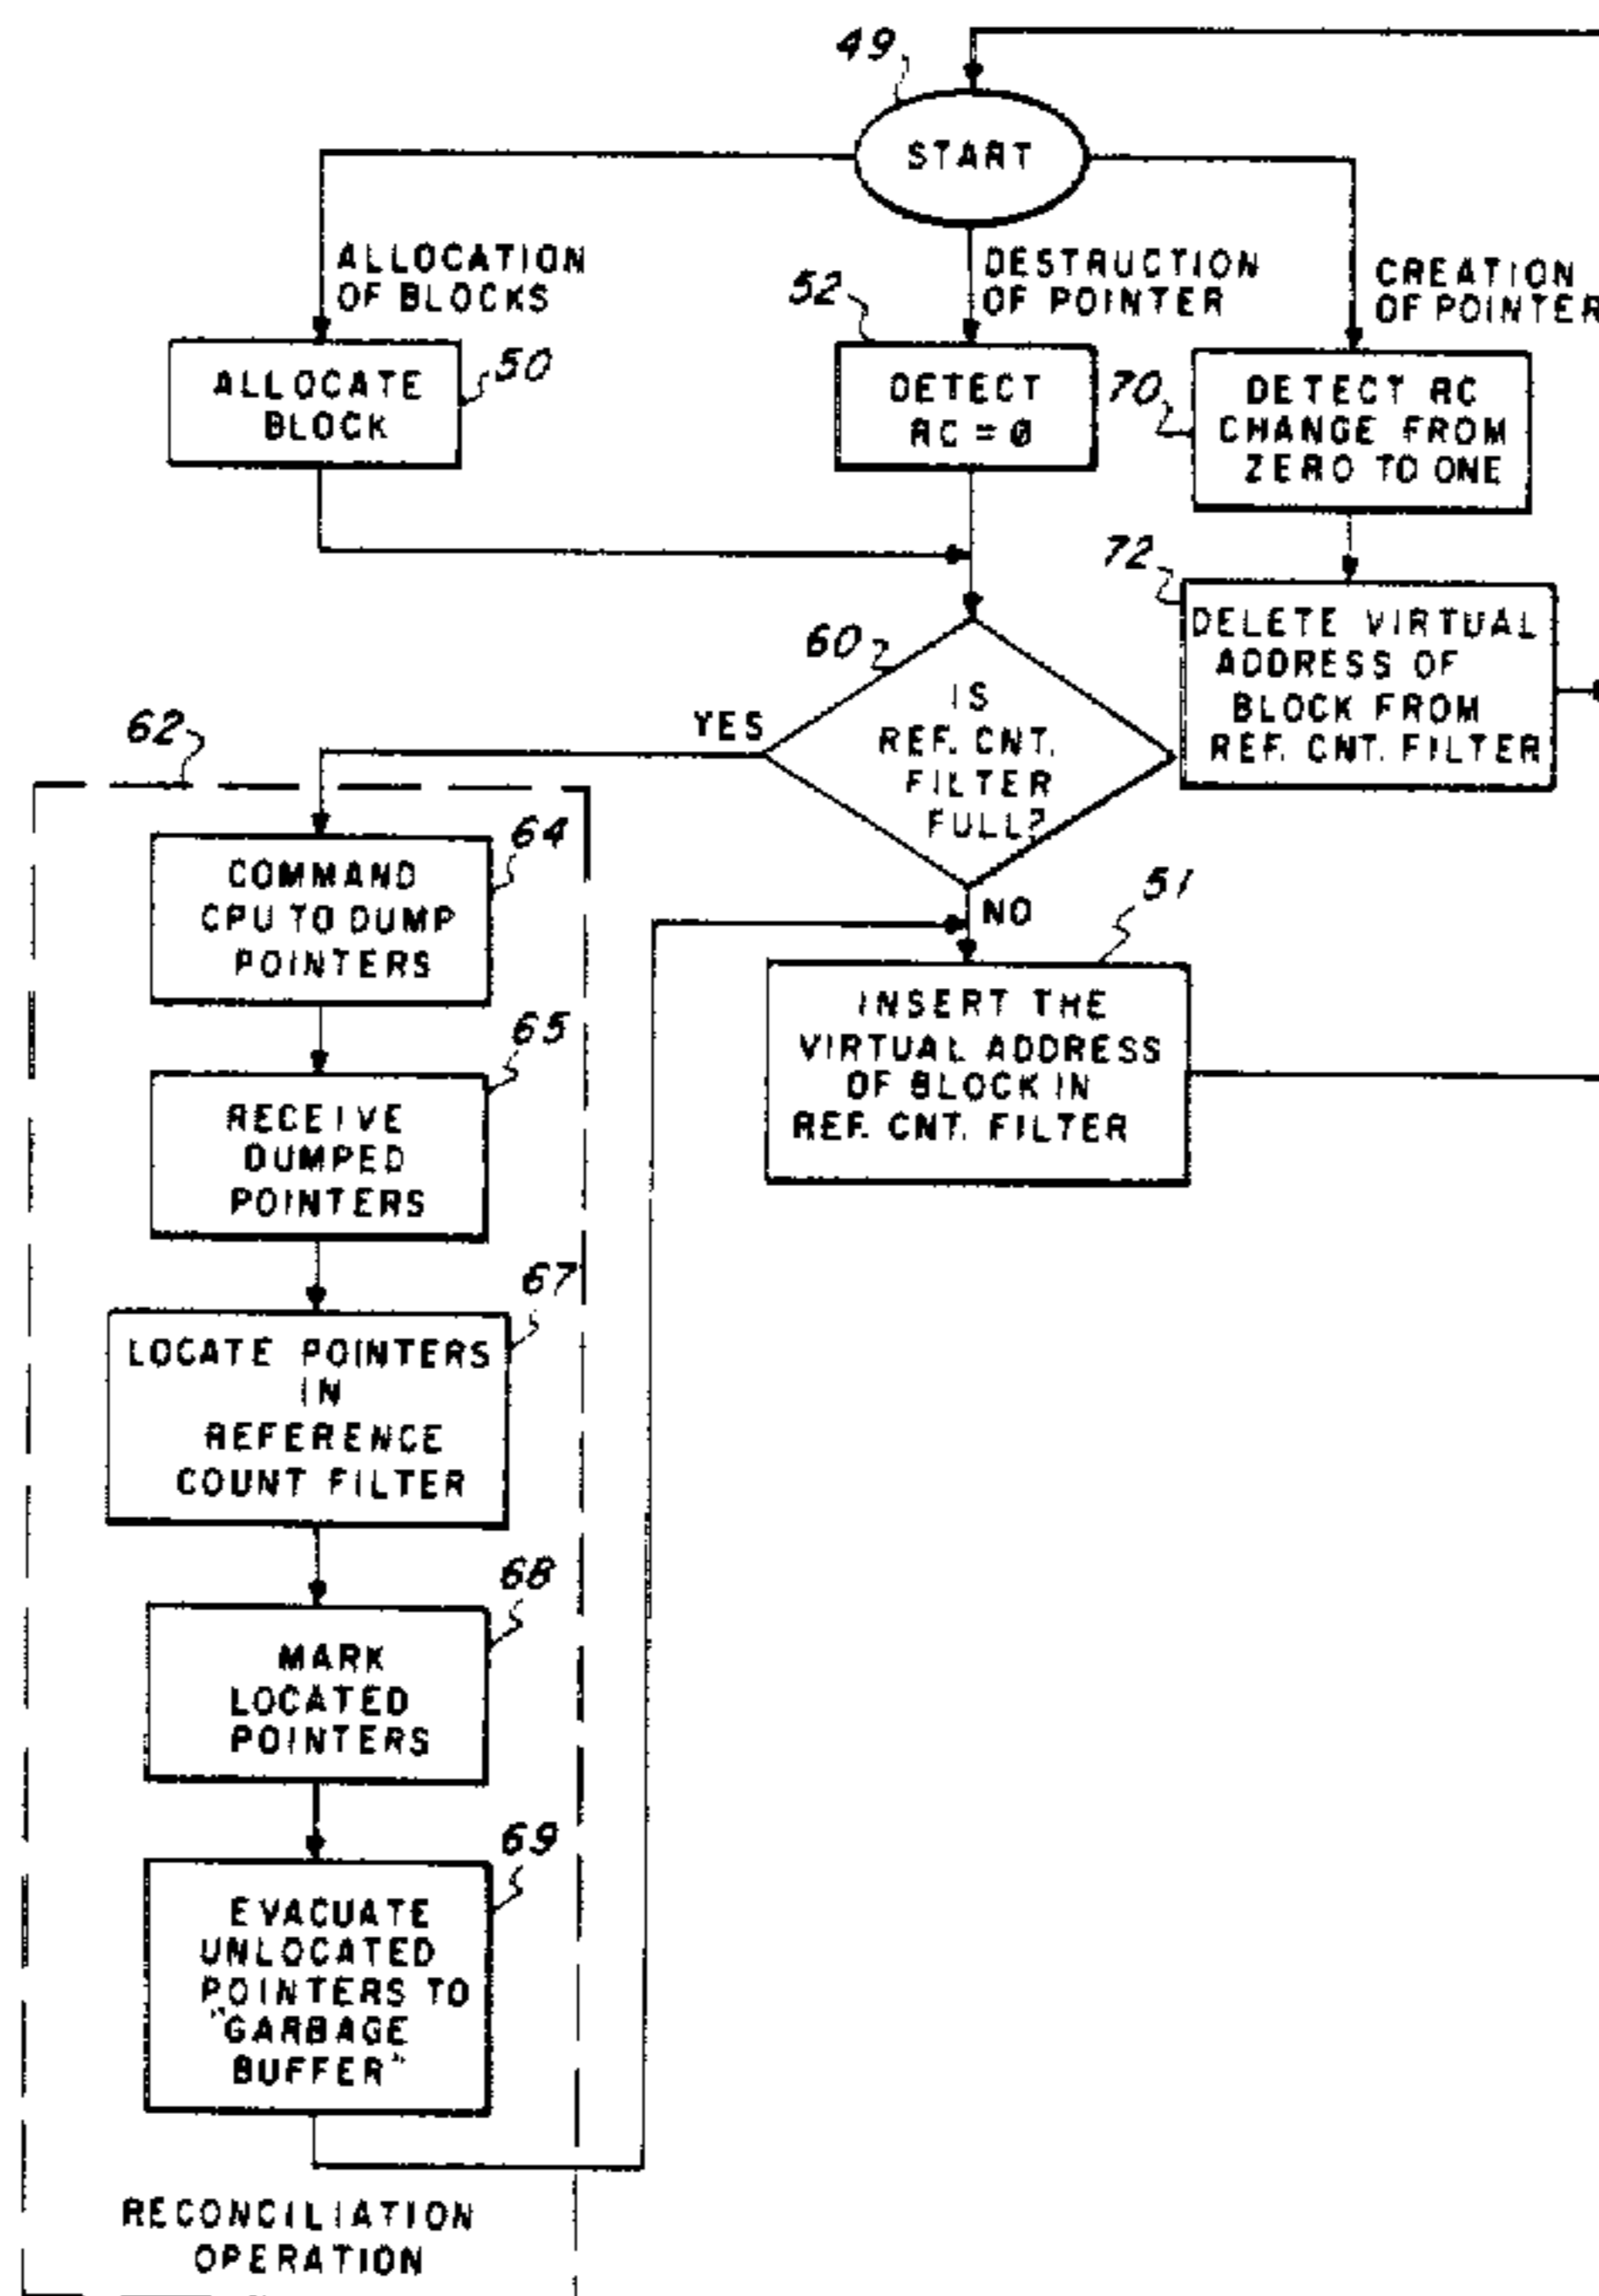 49
START
ALLOCATION
OF BLOCKS
DESTRUCTION
OF POINTER
CREATION
OF POINTER
50
ALLOCATE
BLOCK
52
DETECT
RC = 0
70
DETECT RC
CHANGE FROM
ZERO TO ONE
72
DELETE VIRTUAL
ADDRESS OF
BLOCK FROM
REF. CNT. FILTER
60
IS
REF. CNT.
FILTER
FULL?
YES
NO
62
64
COMMAND
CPU TO DUMP
POINTERS
51
INSERT THE
VIRTUAL ADDRESS
OF BLOCK IN
REF. CNT. FILTER
65
RECEIVE
DUMPED
POINTERS
67
LOCATE POINTERS
IN
REFERENCE
COUNT FILTER
68
MARK
LOCATED
POINTERS
69
EVACUATE
UNLOCATED
POINTERS TO
"GARBAGE
BUFFER"
RECONCILIATION
OPERATION